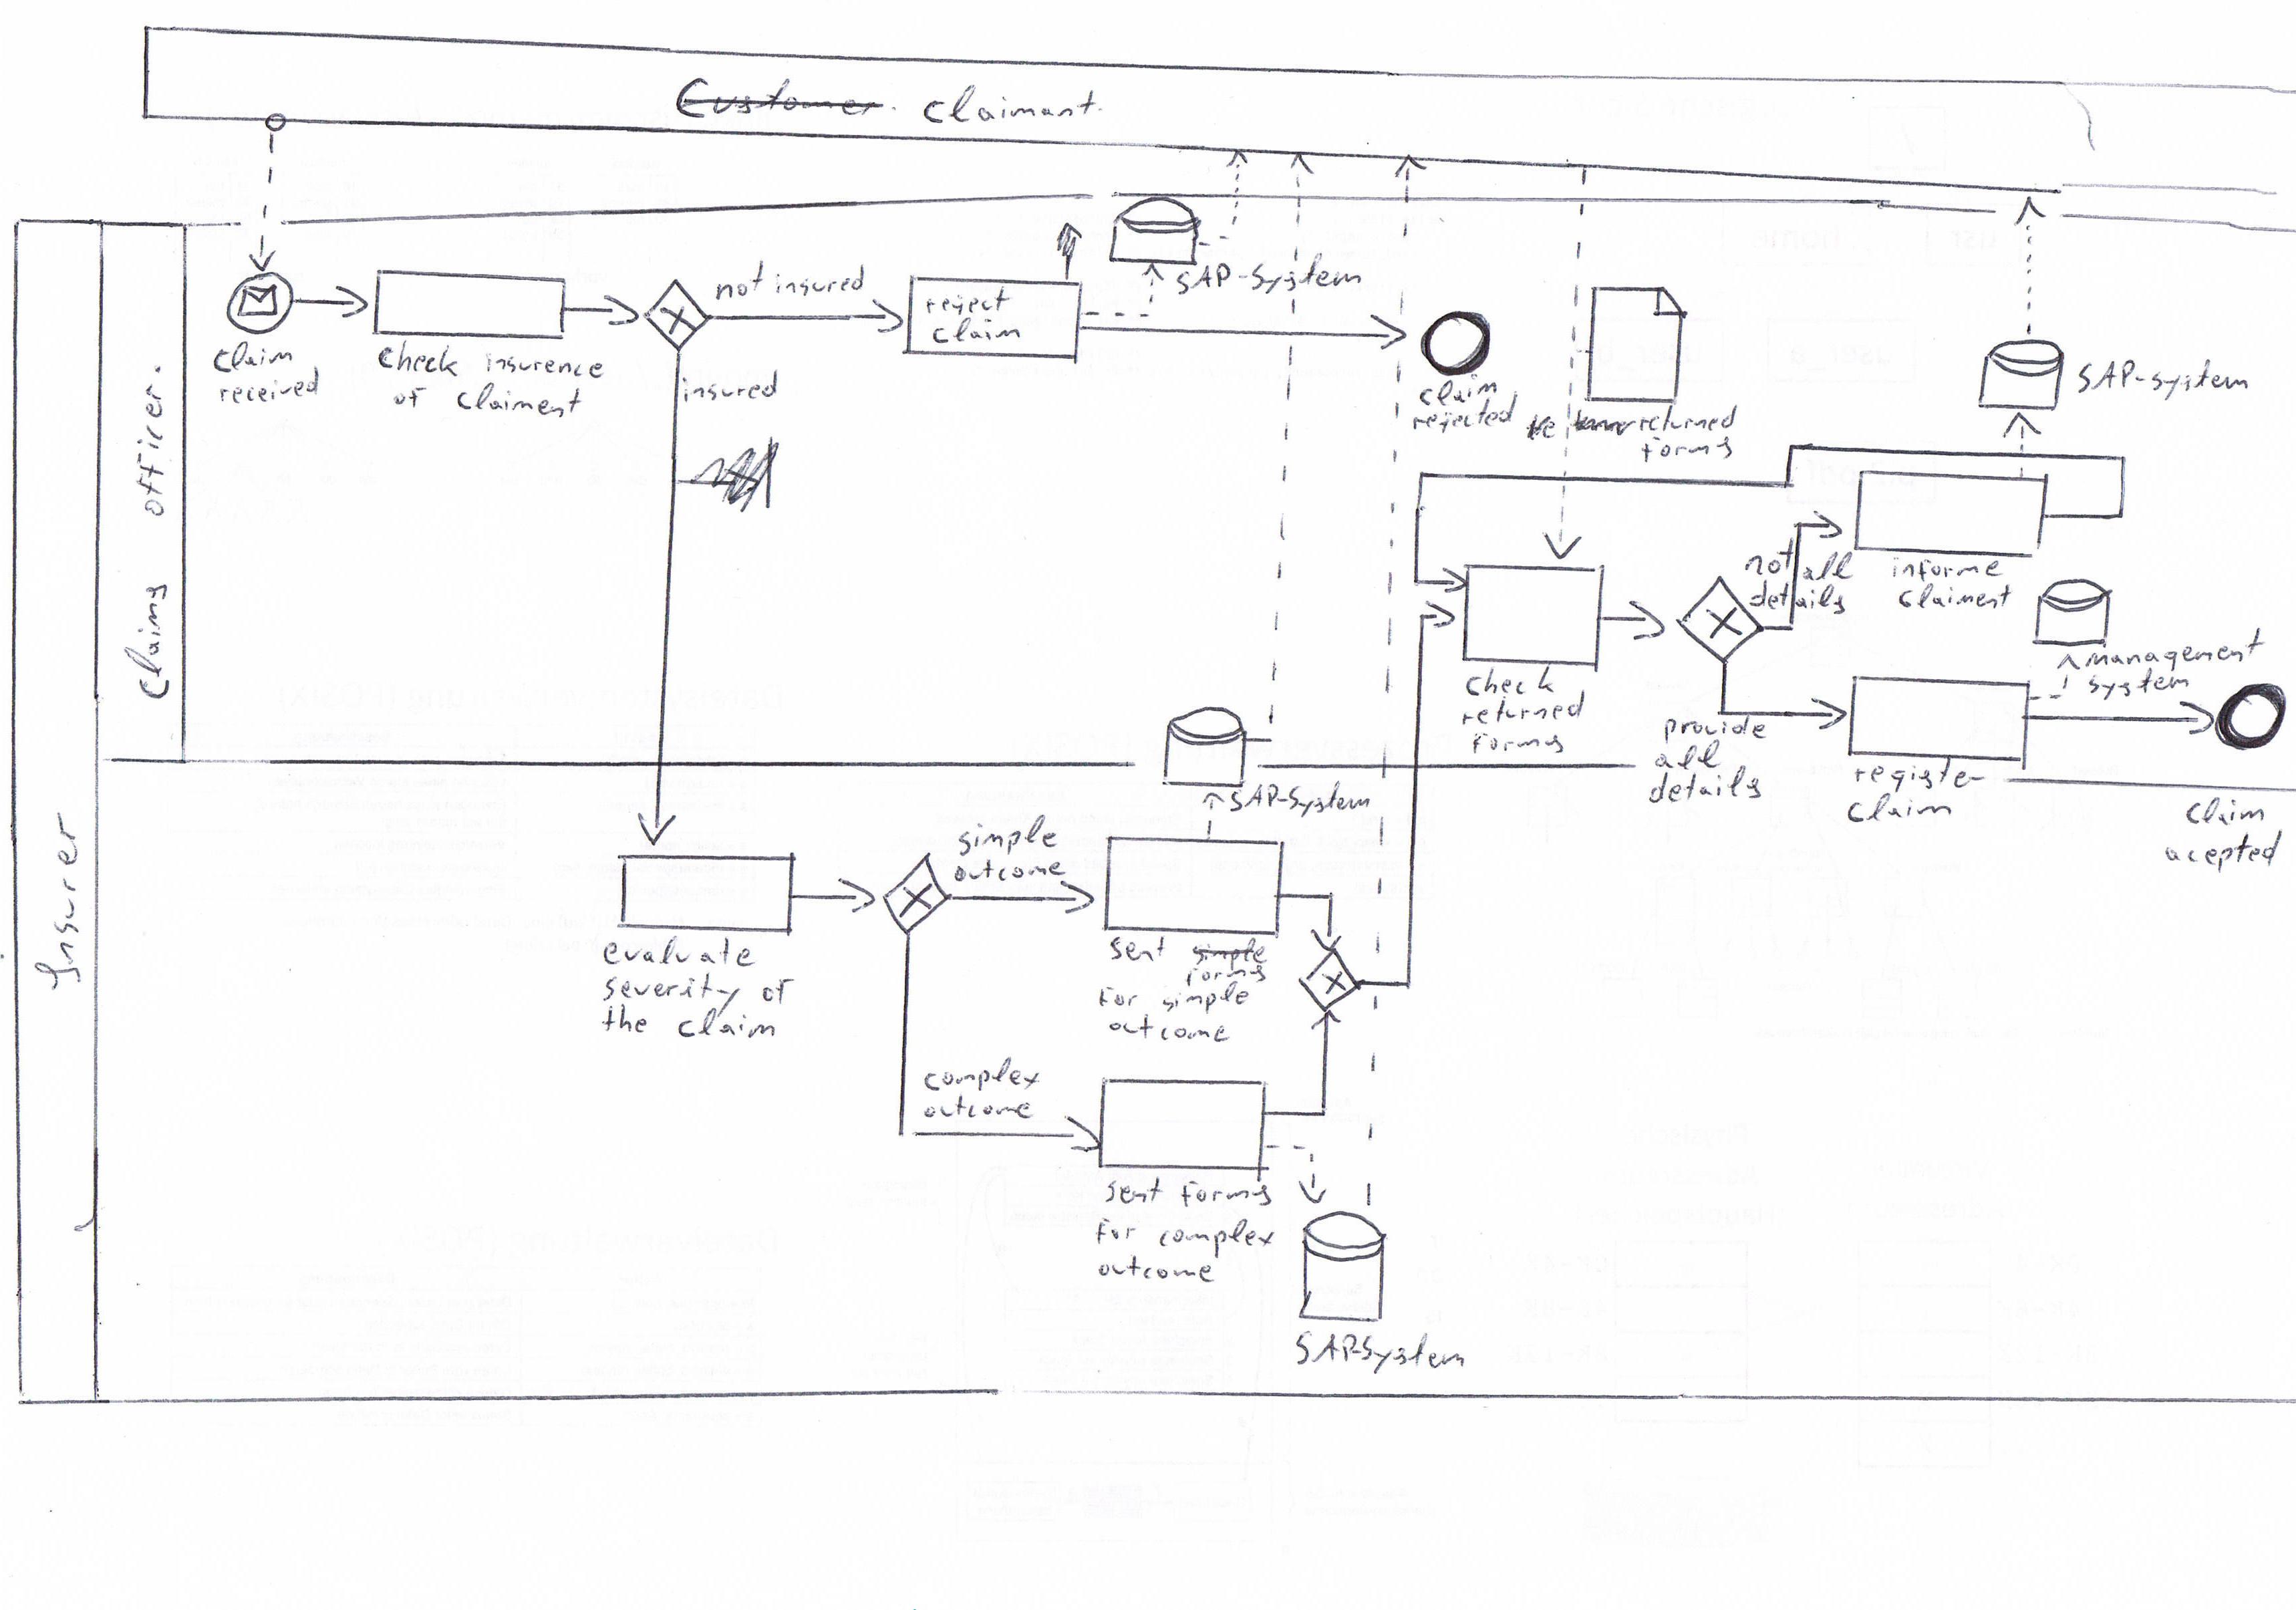 Customer Claimant.
Insurer
Claims officer.
claim
received
check insurence
of claiment
not insured
insured
reject
claim
SAP-System
claim
rejected
returned
forms
SAP-system
check
returned
forms
not all
details
informe
claiment
management
system
provide
all
details
registe-
claim
claim
acepted
SAP-System
evaluate
severity of
the claim
simple
outcome
sent simple
forms
for simple
outcome
complex
outcome
sent forms
for complex
outcome
SAP-System